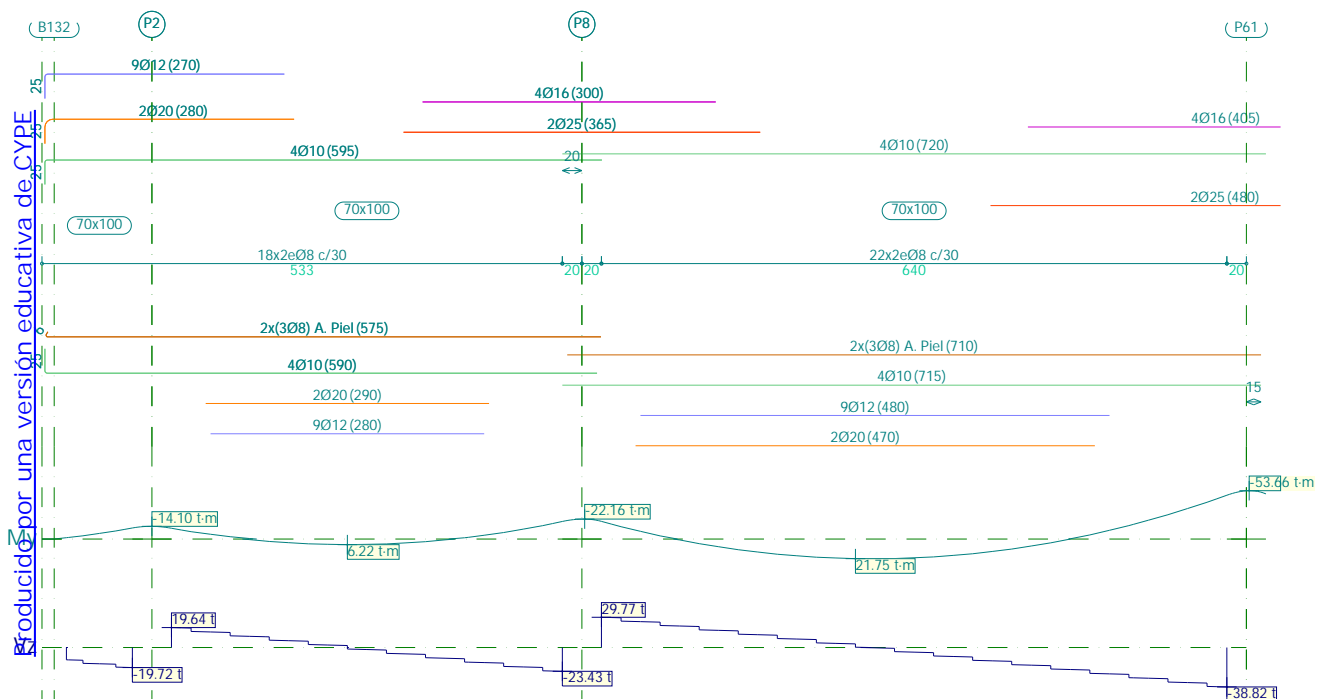 B132
P2
P8
P61
9Ø12 (270)
25
4Ø16 (300)
2Ø20 (280)
25
2Ø25 (365)
4Ø16 (405)
4Ø10 (595)
25
20
4Ø10 (720)
2Ø25 (480)
70x100
70x100
70x100
18x2eØ8 c/30
533
20
20
22x2eØ8 c/30
640
20
2x(3Ø8) A. Piel (575)
6
2x(3Ø8) A. Piel (710)
4Ø10 (590)
25
4Ø10 (715)
15
2Ø20 (290)
9Ø12 (480)
9Ø12 (280)
2Ø20 (470)
My
-14.10 t·m
6.22 t·m
-22.16 t·m
21.75 t·m
-53.66 t·m
19.64 t
-19.72 t
-23.43 t
29.77 t
-38.82 t
Producido por una versión educativa de CYPE